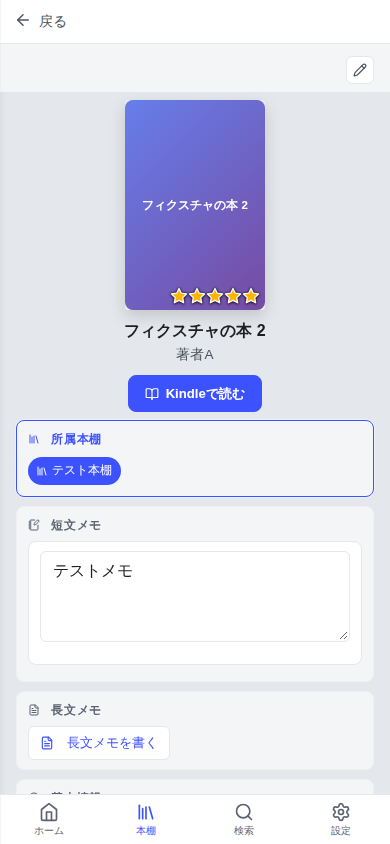 戻る
フィクスチャの本 2
フィクスチャの本 2
著者A
Kindleで読む
所属本棚
テスト本棚
短文メモ
テストメモ
長文メモ
長文メモを書く
ホーム
本棚
検索
設定